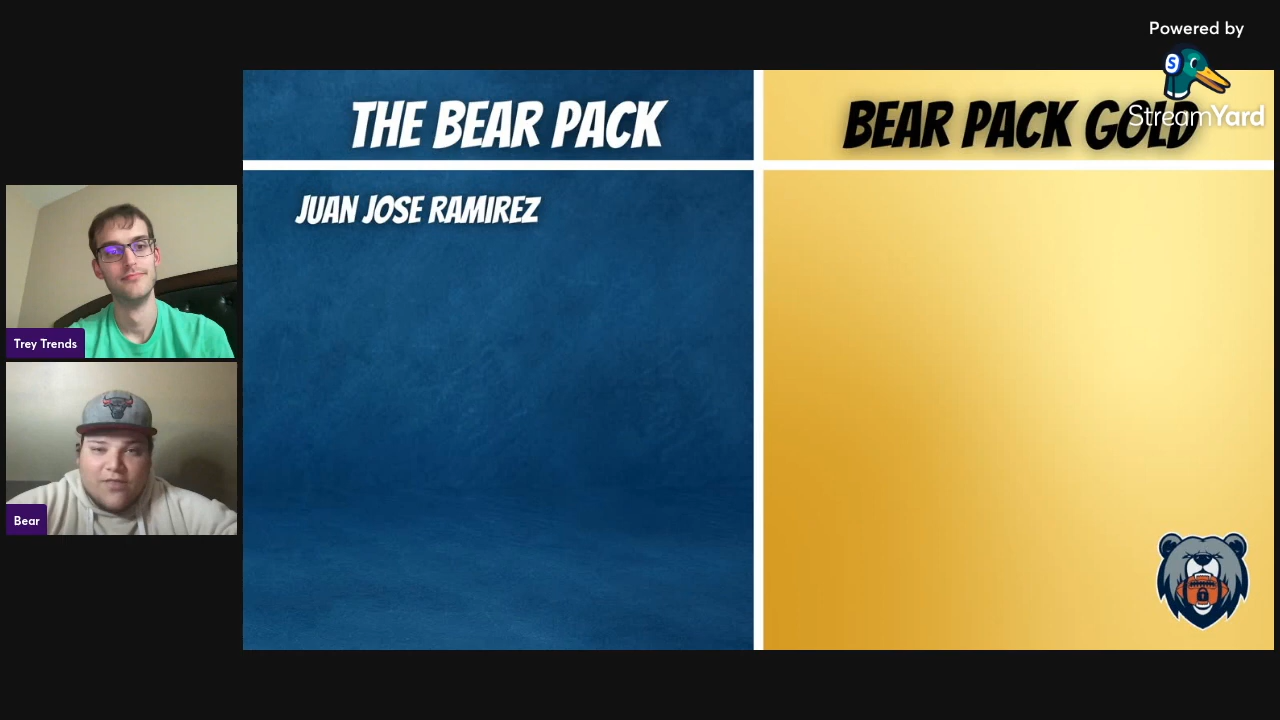 Powered by
S
StreamYard
THE BEAR PACK
BEAR PACK GOLD
JUAN JOSE RAMIREZ
Trey Trends
Bear